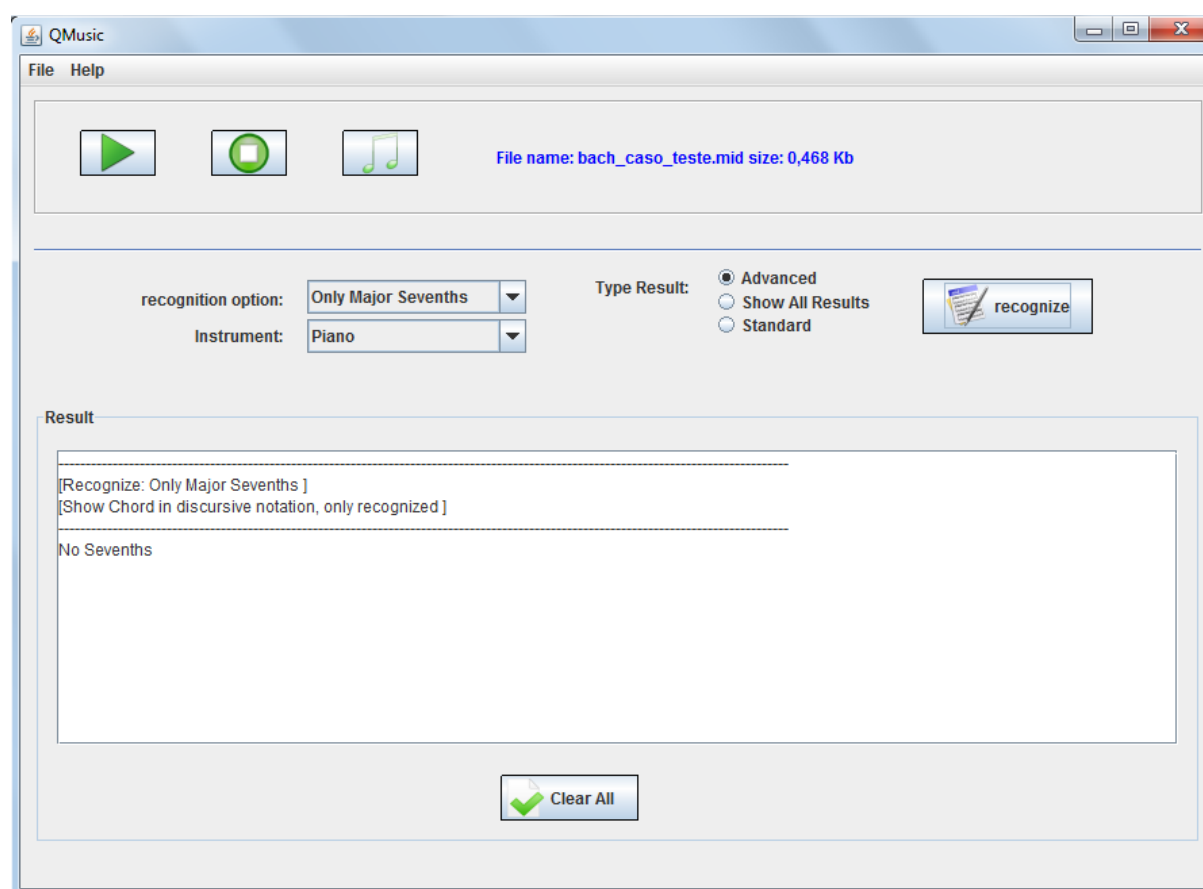 QMusic
File Help
File name: bach_caso_teste.mid size: 0,468 Kb
recognition option: Only Major Sevenths
Instrument: Piano
Type Result:
Advanced
Show All Results
Standard
recognize
Result
[Recognize: Only Major Sevenths ]
[Show Chord in discursive notation, only recognized ]
No Sevenths
Clear All